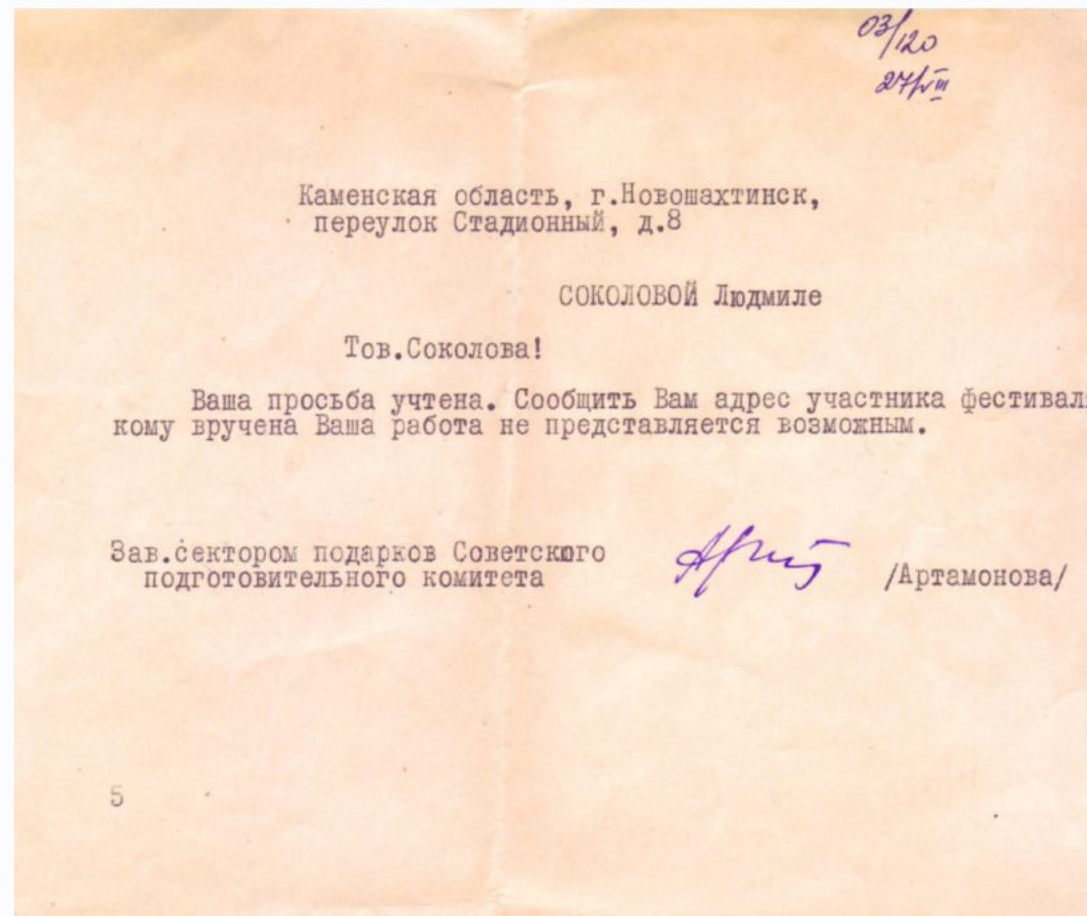 03/120
27/VIII
Каменская область, г.Новошахтинск,
переулок Стадионный, д.8
СОКОЛОВОЙ Людмиле
Тов.Соколова!
Ваша просьба учтена. Сообщить Вам адрес участника фестиваля
кому вручена Ваша работа не представляется возможным.
Зав.сектором подарков Советского
подготовительного комитета
/Артамонова/
5